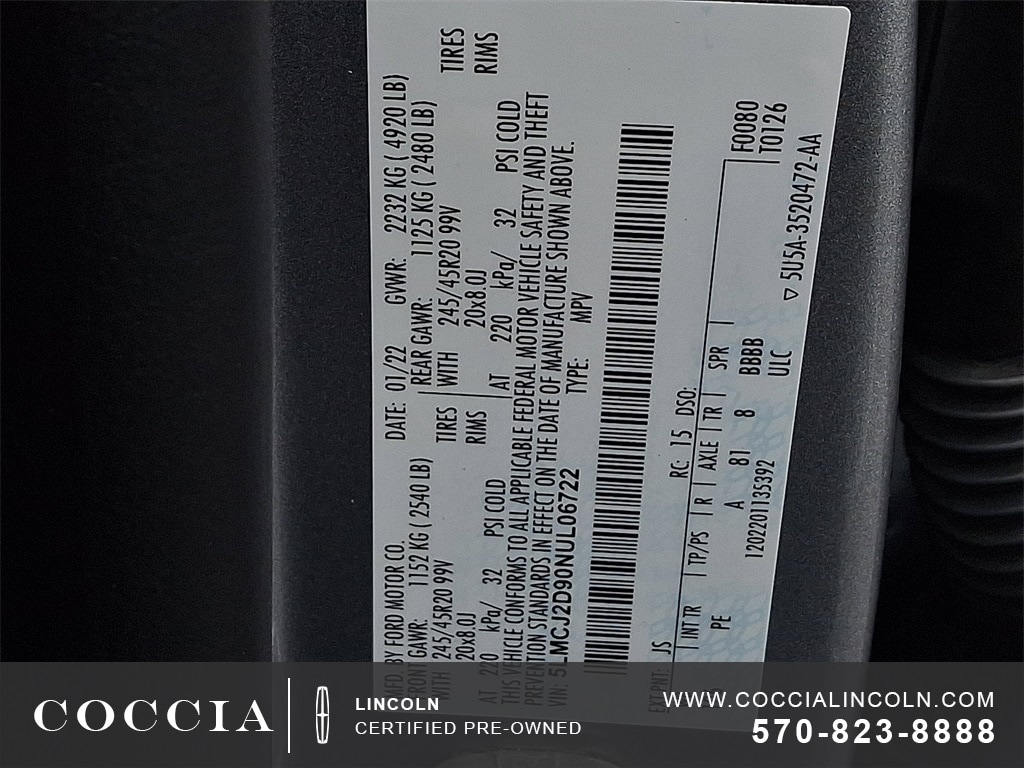 MFD. BY FORD MOTOR CO.
DATE: 01/22 GVWR: 2232 KG ( 4920 LB)
FRONT GAWR: 1152 KG ( 2540 LB)
REAR GAWR: 1125 KG ( 2480 LB)
WITH 245/45R20 99V TIRES
20x8.0J RIMS
AT 220 kPa/ 32 PSI COLD
WITH 245/45R20 99V TIRES
20x8.0J RIMS
AT 220 kPa/ 32 PSI COLD
THIS VEHICLE CONFORMS TO ALL APPLICABLE FEDERAL MOTOR VEHICLE SAFETY AND THEFT
PREVENTION STANDARDS IN EFFECT ON THE DATE OF MANUFACTURE SHOWN ABOVE.
VIN: 5LMCJ2D90NUL06722 TYPE: MPV
EXT PNT: JS RC: 15 DSO:
INT TR TP/PS R AXLE TR SPR
F0080
PE A 81 8 BBBB
T0126
1202201135392 ULC
▽ 5U5A-3520472-AA
COCCIA
LINCOLN
CERTIFIED PRE-OWNED
WWW.COCCIALINCOLN.COM
570-823-8888